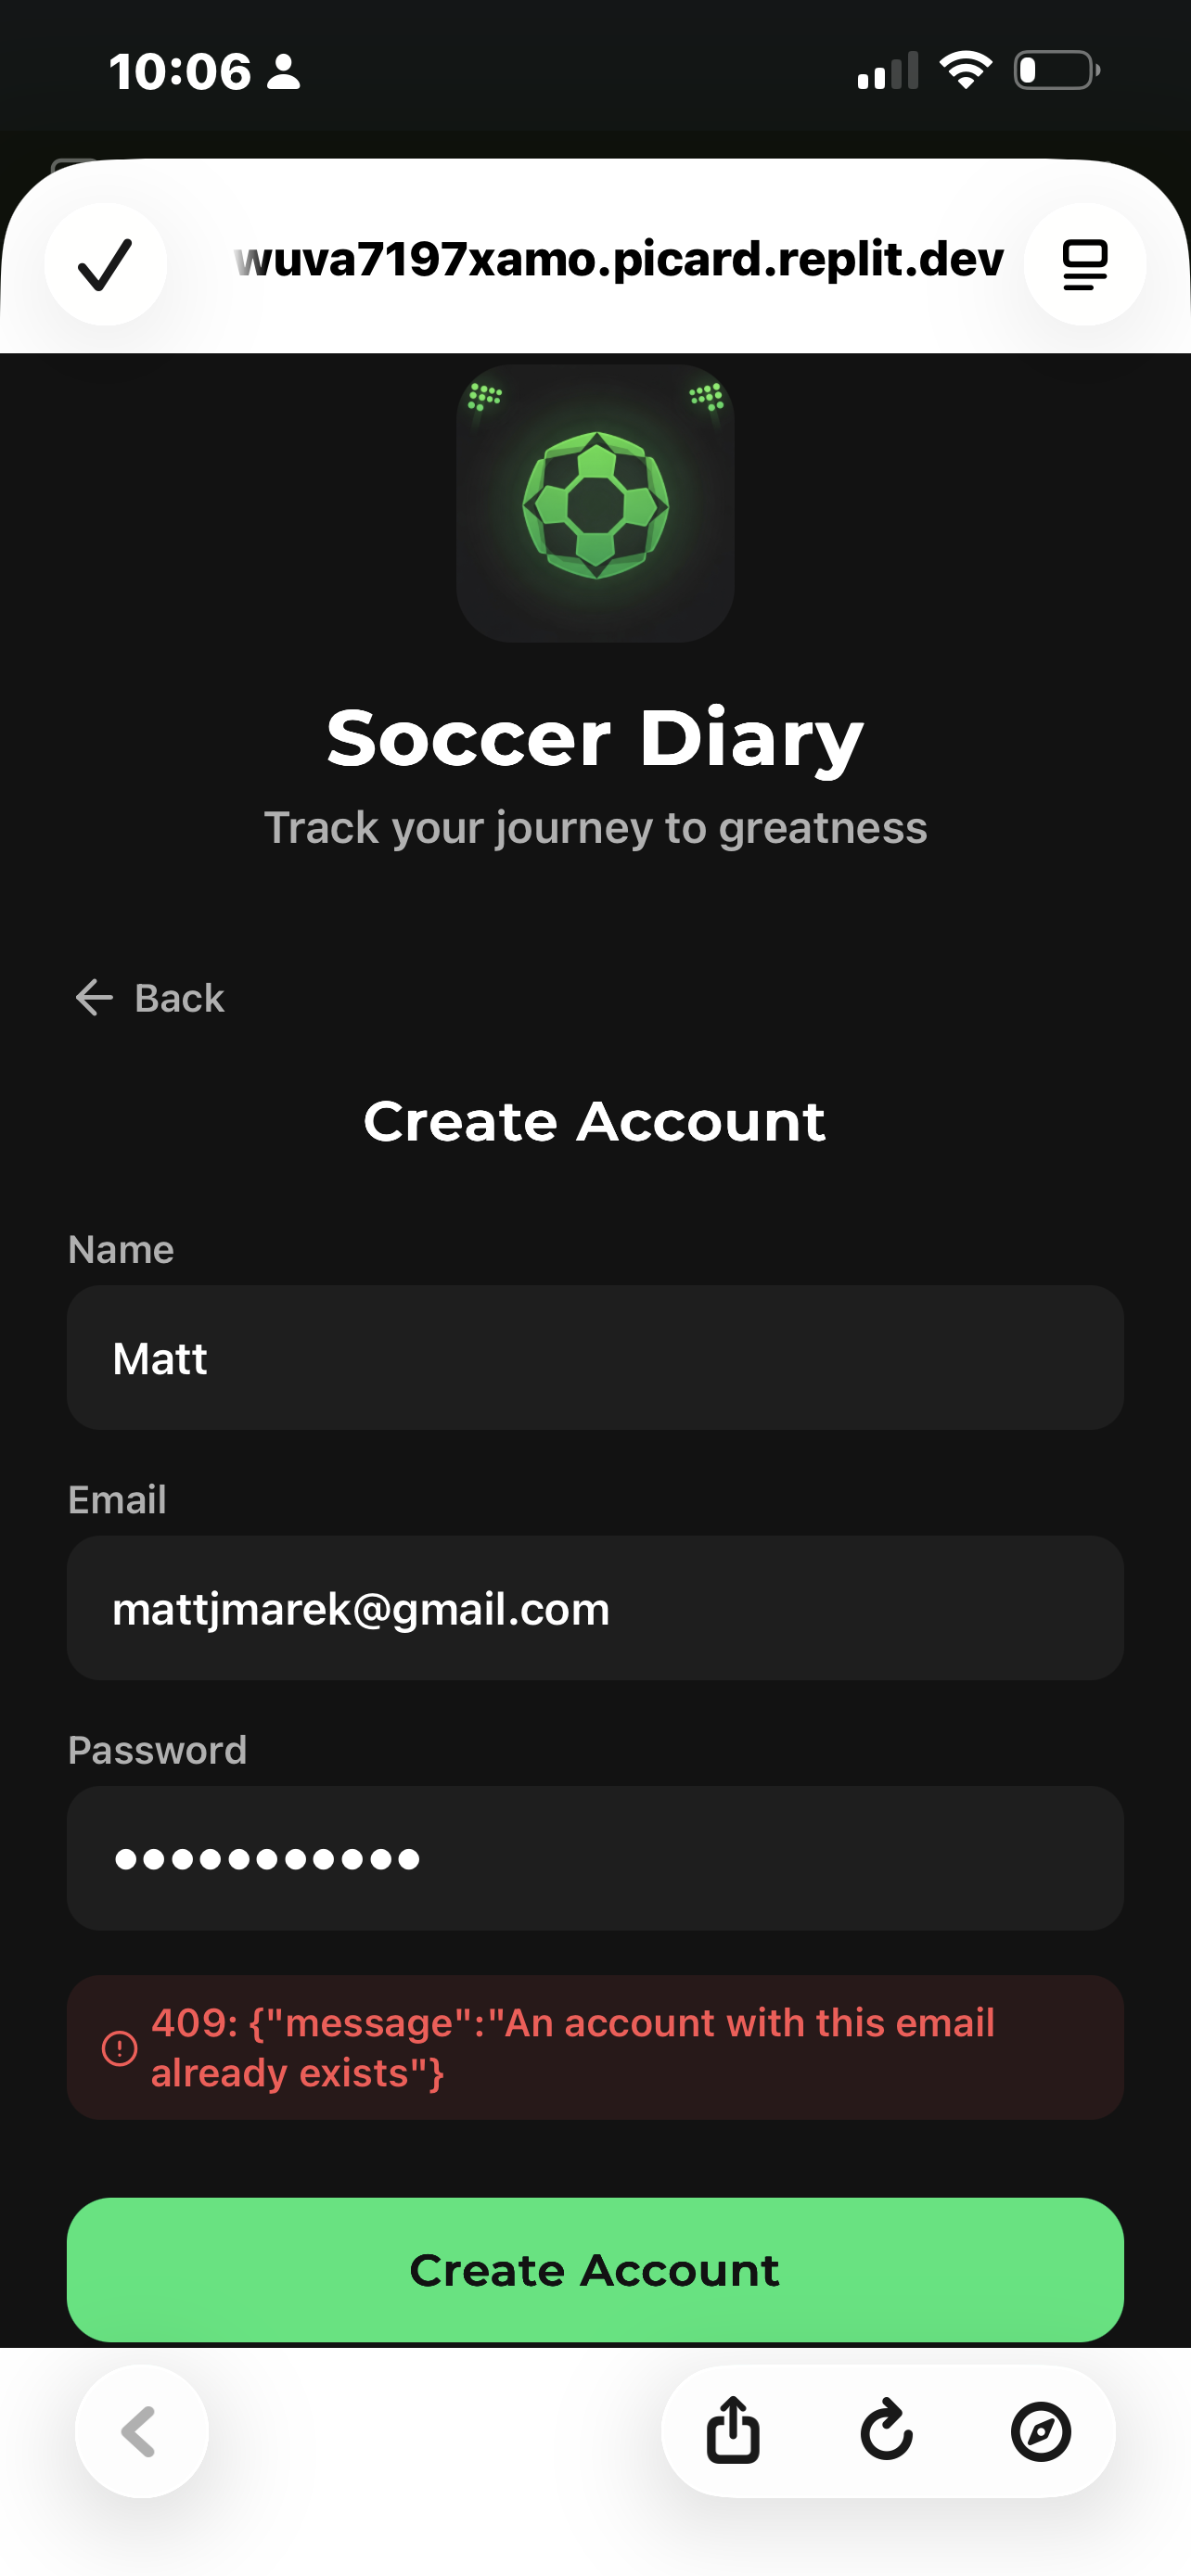 10:06
wuva7197xamo.picard.replit.dev
Soccer Diary
Track your journey to greatness
Back
Create Account
Name
Matt
Email
mattjmarek@gmail.com
Password
409: {"message":"An account with this email
already exists"}
Create Account